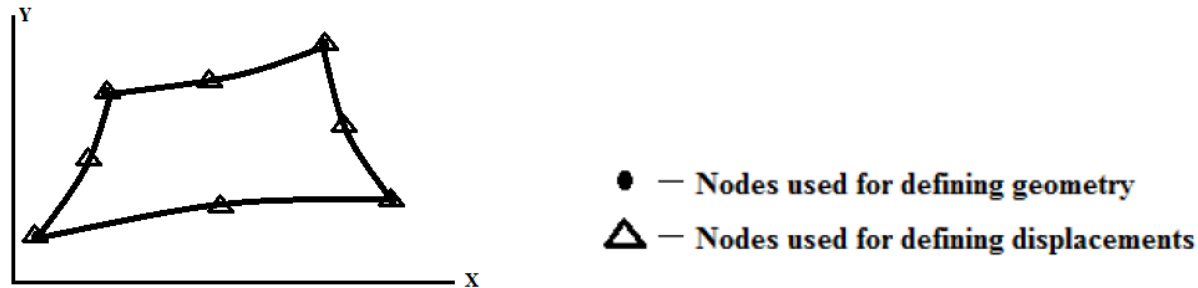 Y
X
— Nodes used for defining geometry
— Nodes used for defining displacements